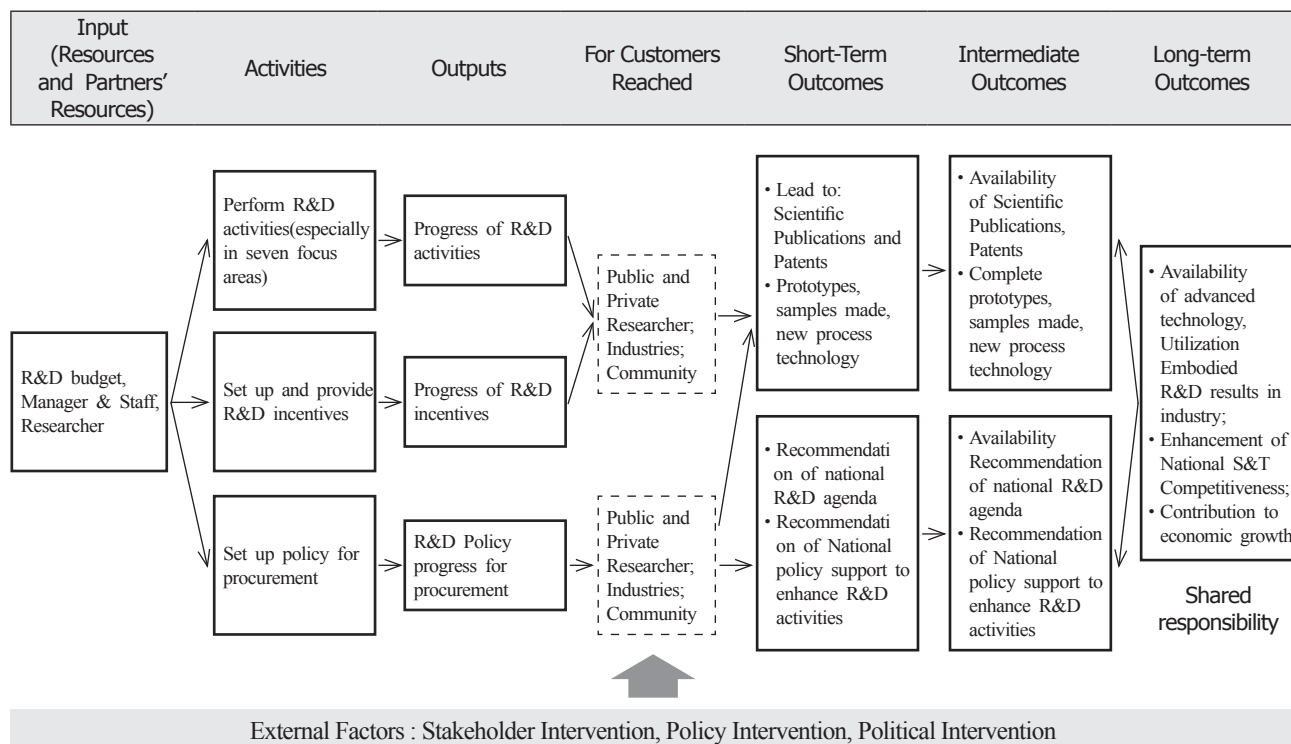 Input
(Resources
and Partners'
Resources)
Activities
Outputs
For Customers
Reached
Short-Term
Outcomes
Intermediate
Outcomes
Long-term
Outcomes
R&D budget,
Manager & Staff,
Researcher
Perform R&D
activities(especially
in seven focus
areas)
Set up and provide
R&D incentives
Set up policy for
procurement
Progress of R&D
activities
Progress of R&D
incentives
R&D Policy
progress for
procurement
Public and
Private
Researcher;
Industries;
Community
Public and
Private
Researcher;
Industries;
Community
• Lead to:
Scientific
Publications and
Patents
• Prototypes,
samples made,
new process
technology
• Recommendati
on of national
R&D agenda
• Recommendati
on of National
policy support to
enhance R&D
activities
• Availability
of Scientific
Publications,
Patents
• Complete
prototypes,
samples made,
new process
technology
• Availability
Recommendation
of national R&D
agenda
• Recommendation
of National
policy support to
enhance R&D
activities
• Availability
of advanced
technology,
Utilization
Embodied
R&D results in
industry;
• Enhancement of
National S&T
Competitiveness;
• Contribution to
economic growth
Shared
responsibility
External Factors : Stakeholder Intervention, Policy Intervention, Political Intervention